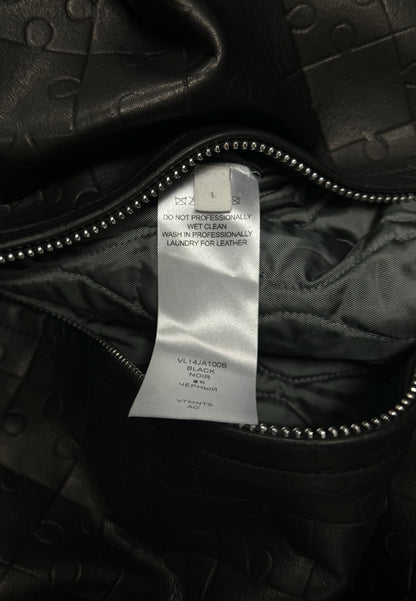 L
DO NOT PROFESSIONALLY
WET CLEAN
WASH IN PROFESSIONALLY
LAUNDRY FOR LEATHER
VL14JA100B
BLACK
NOIR
ЧЕРНЫЙ
VTMNTS
AG